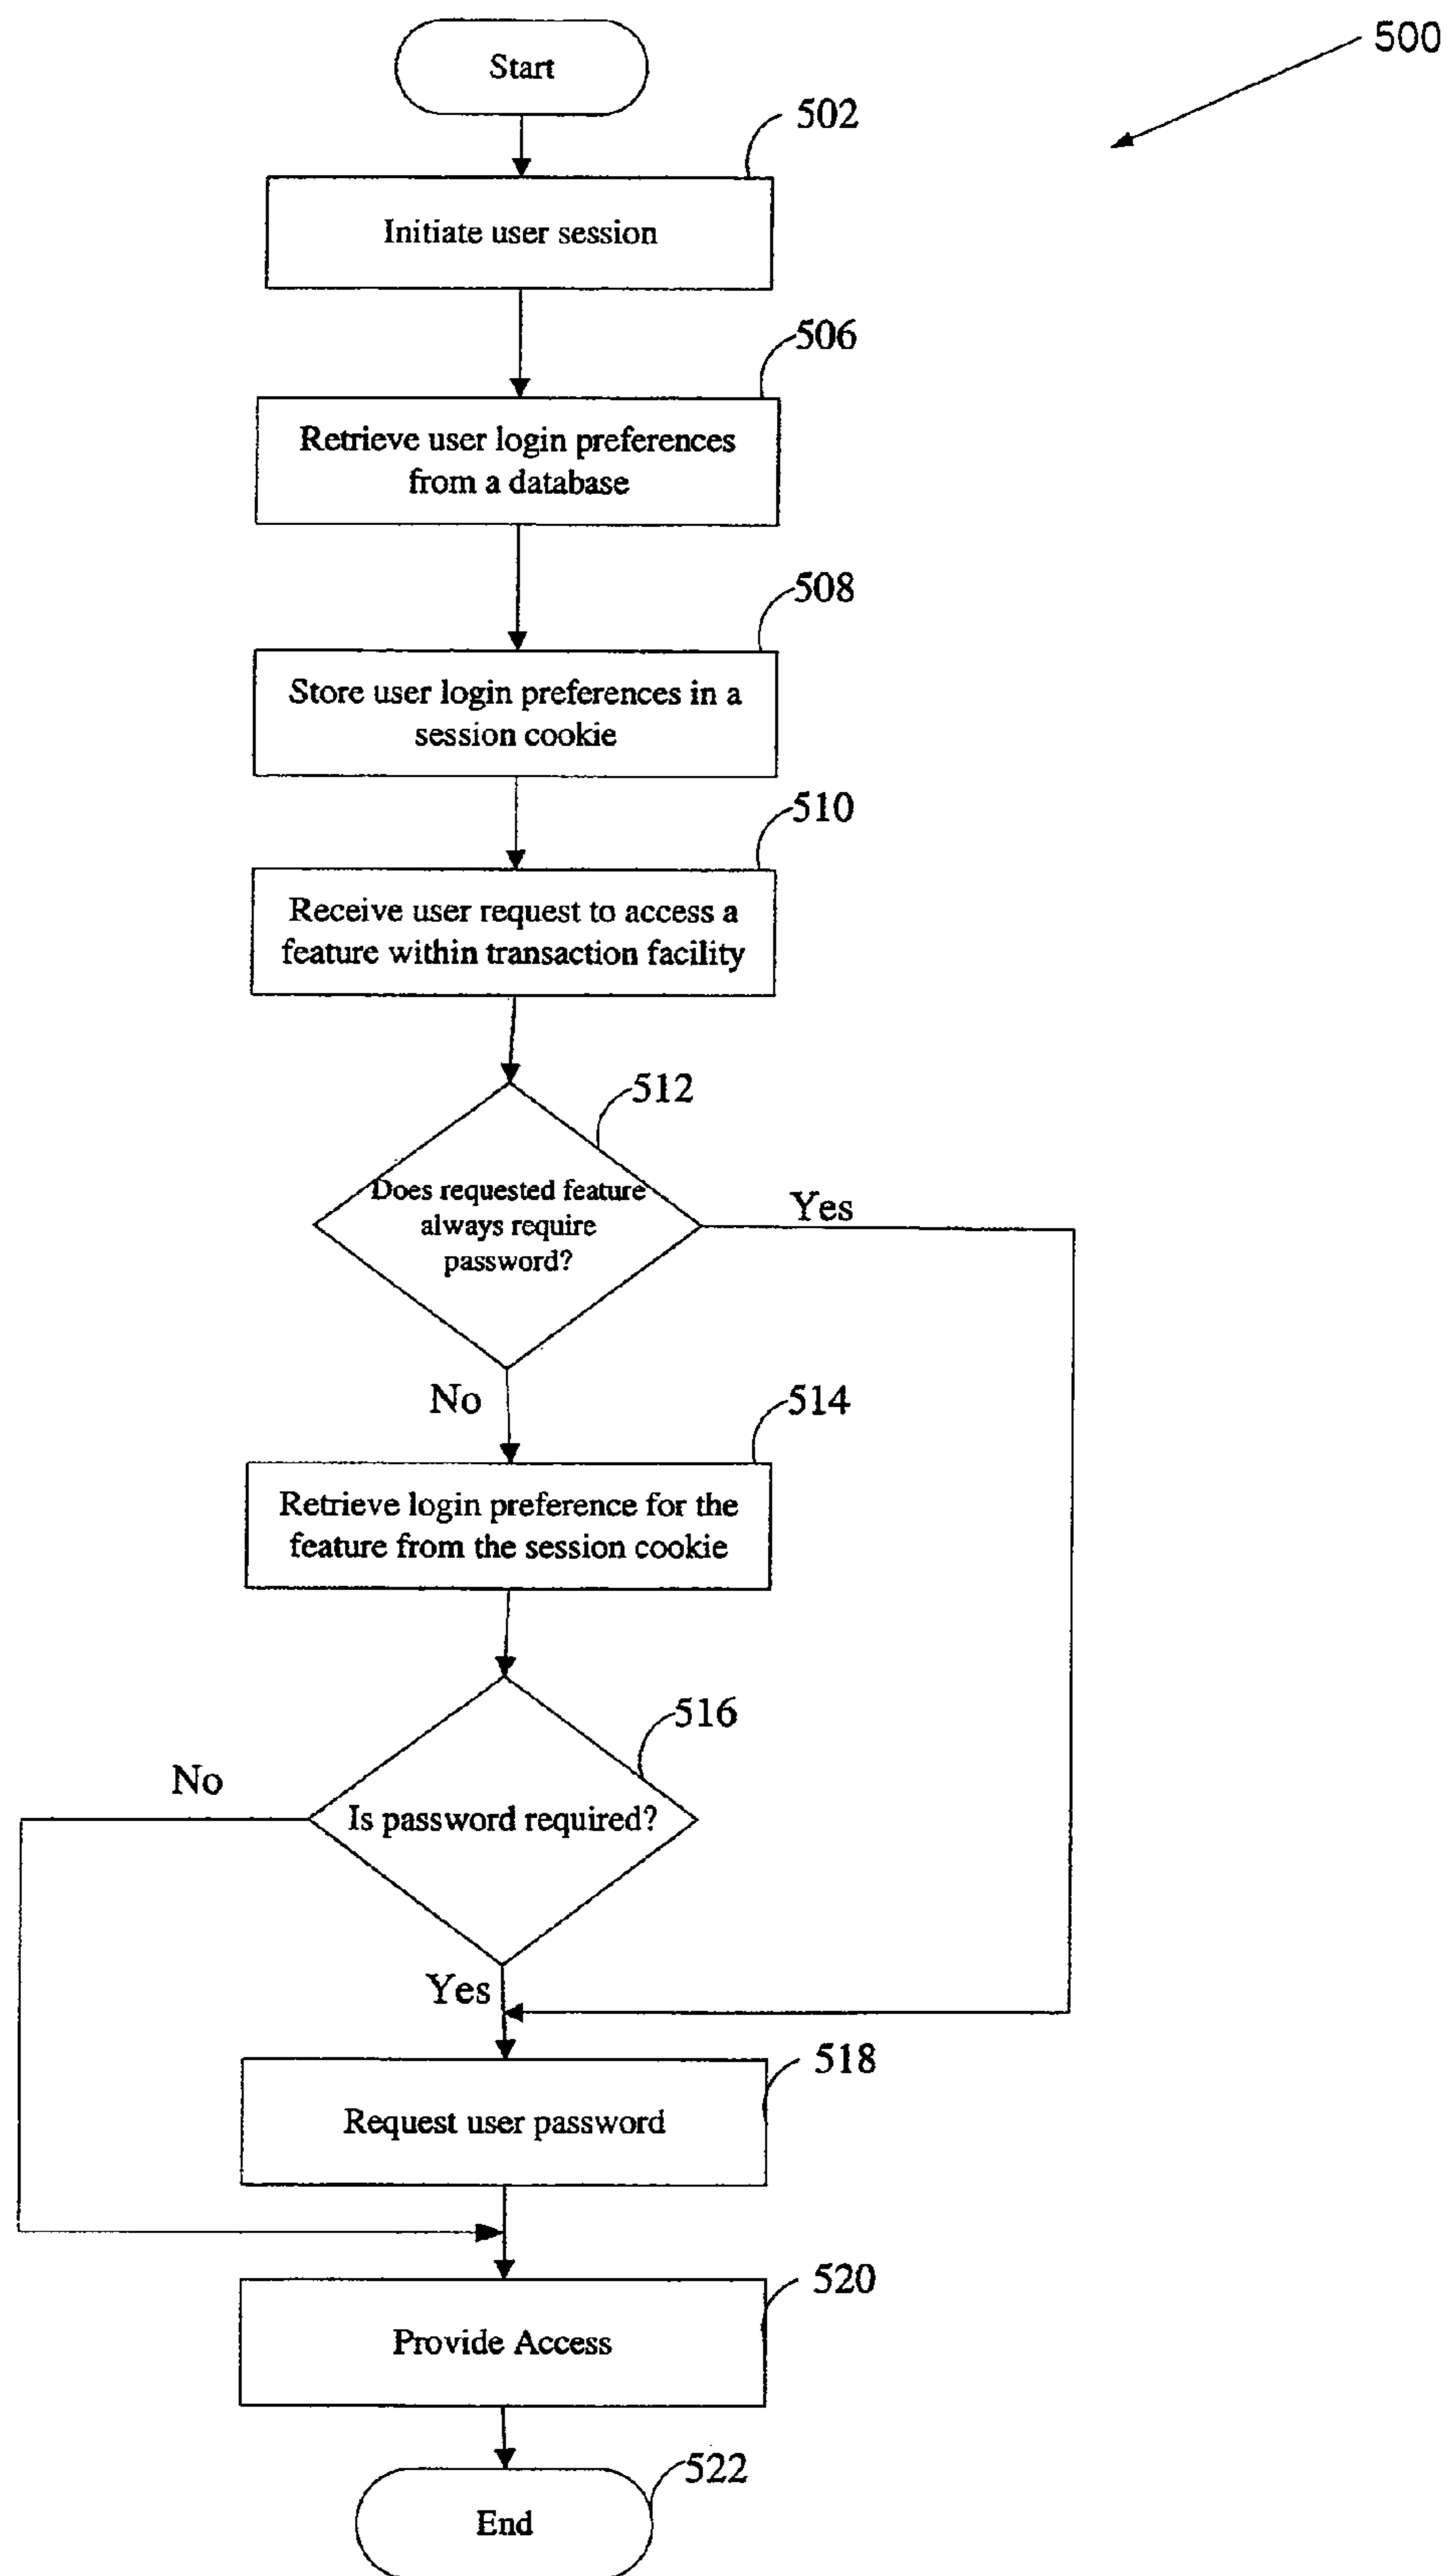 500
Start
502
Initiate user session
506
Retrieve user login preferences
from a database
508
Store user login preferences in a
session cookie
510
Receive user request to access a
feature within transaction facility
512
Does requested feature
always require
password?
Yes
No
514
Retrieve login preference for the
feature from the session cookie
516
No
Is password required?
Yes
518
Request user password
520
Provide Access
522
End